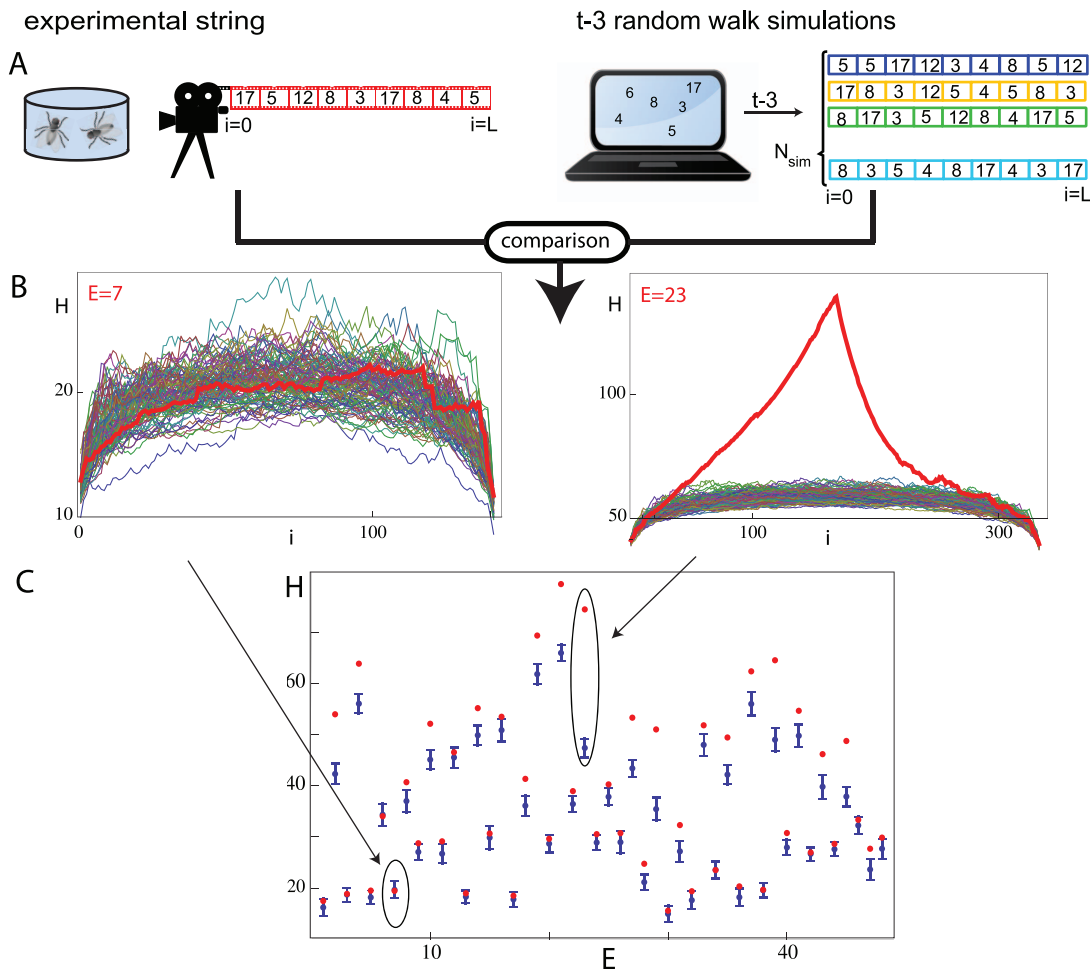 experimental string
t-3 random walk simulations
A
17 5 12 8 3 17 8 4 5
i=0
i=L
6 8 17 3 4 5
t-3
N_sim
5 5 17 12 3 4 8 5 12
17 8 3 12 5 4 5 8 3
8 17 3 5 12 8 4 17 5
8 3 5 4 8 17 4 3 17
i=0
i=L
comparison
B
E=7
H
20
10
0
100
i
E=23
H
100
50
100
300
i
C
H
60
40
20
10
40
E